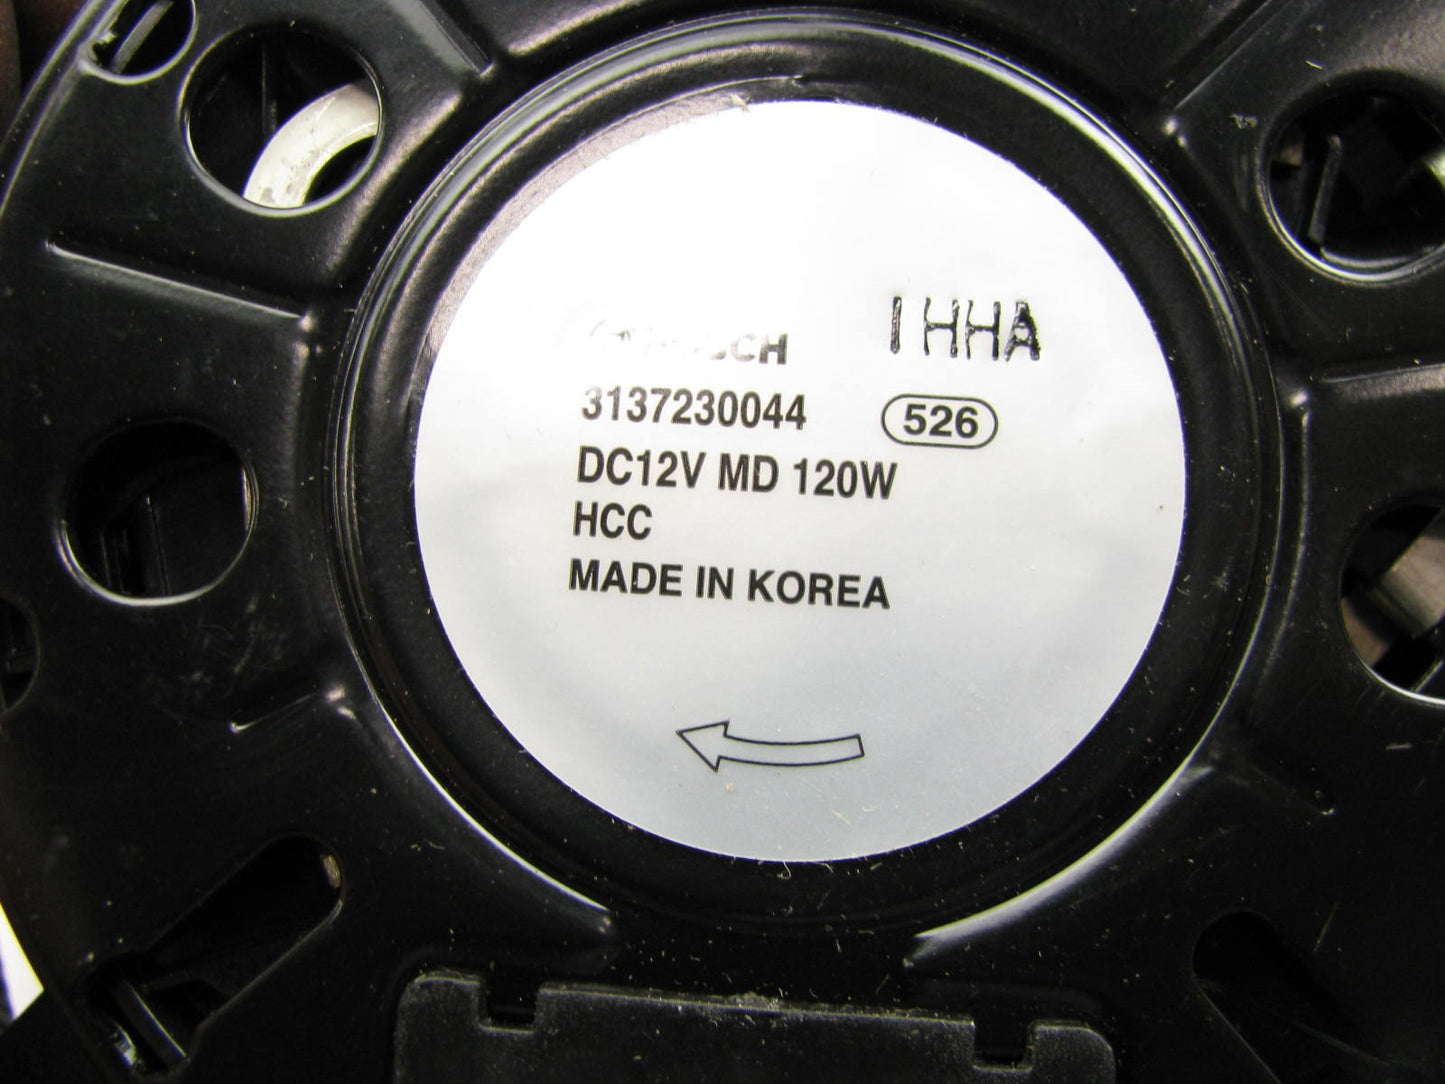 IHHA
3137230044 526
DC12V MD 120W
HCC
MADE IN KOREA